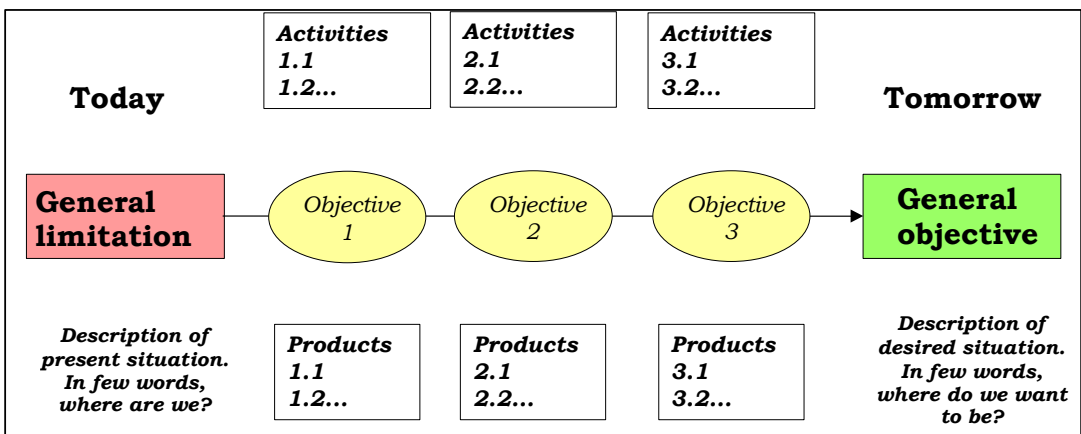 Activities
1.1
1.2...
Activities
2.1
2.2...
Activities
3.1
3.2...
Today
Tomorrow
General
limitation
Objective
1
Objective
2
Objective
3
General
objective
Description of
present situation.
In few words,
where are we?
Products
1.1
1.2...
Products
2.1
2.2...
Products
3.1
3.2...
Description of
desired situation.
In few words,
where do we want
to be?